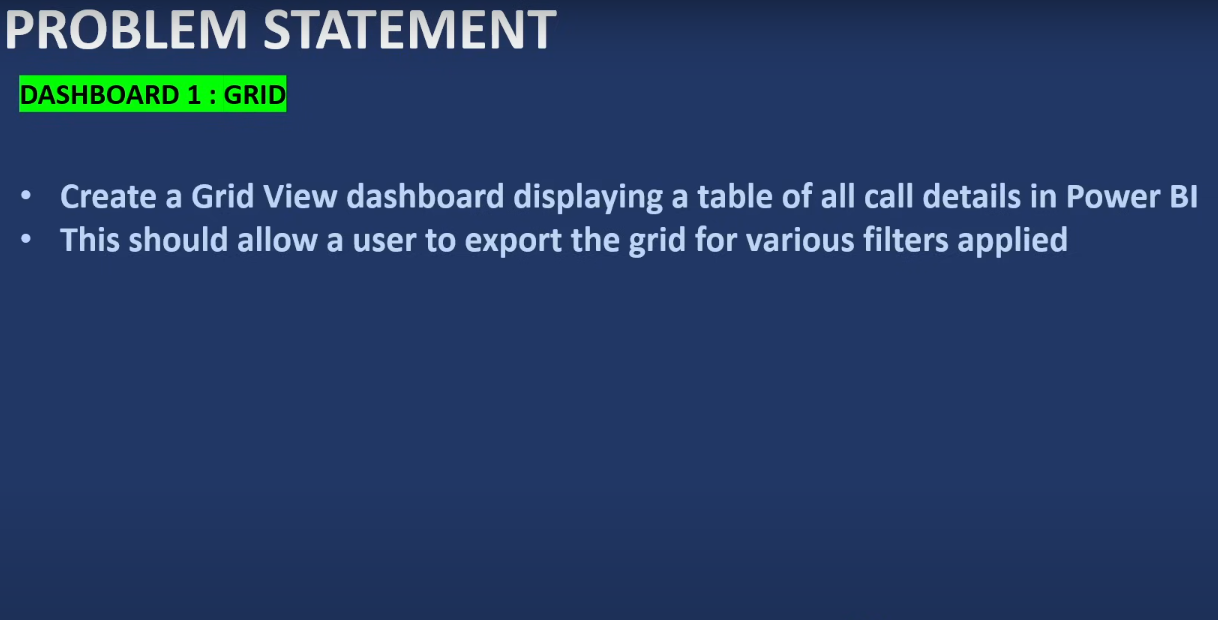 PROBLEM STATEMENT
DASHBOARD 1 : GRID
• Create a Grid View dashboard displaying a table of all call details in Power BI
• This should allow a user to export the grid for various filters applied